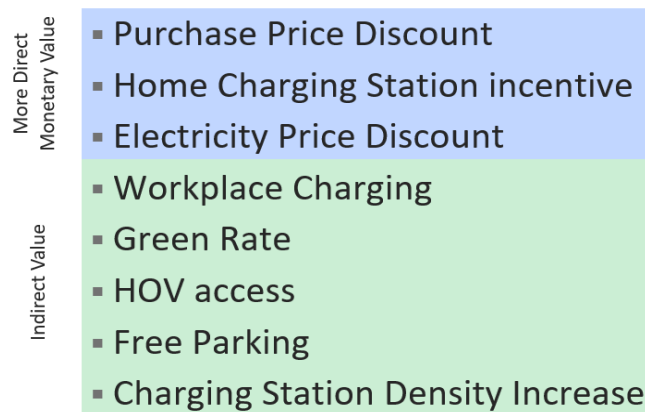 More Direct
Monetary Value
▪ Purchase Price Discount
▪ Home Charging Station incentive
▪ Electricity Price Discount
Indirect Value
▪ Workplace Charging
▪ Green Rate
▪ HOV access
▪ Free Parking
▪ Charging Station Density Increase